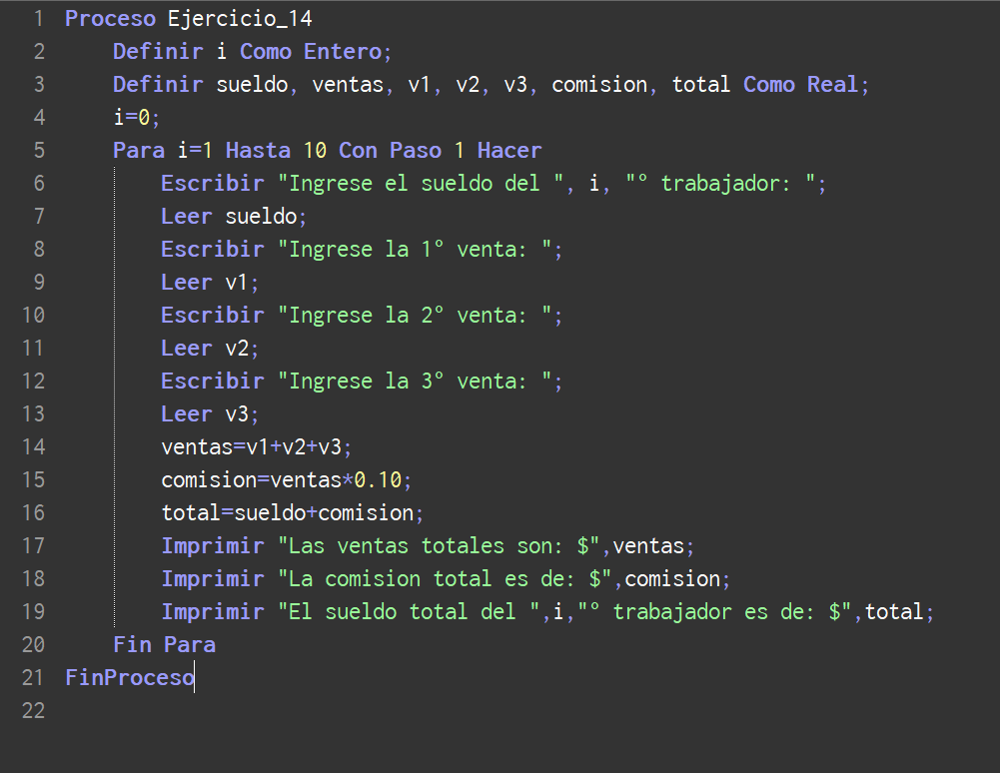 1 Proceso Ejercicio_14
2 Definir i Como Entero;
3 Definir sueldo, ventas, v1, v2, v3, comision, total Como Real;
4 i=0;
5 Para i=1 Hasta 10 Con Paso 1 Hacer
6 Escribir "Ingrese el sueldo del ", i, "° trabajador: ";
7 Leer sueldo;
8 Escribir "Ingrese la 1° venta: ";
9 Leer v1;
10 Escribir "Ingrese la 2° venta: ";
11 Leer v2;
12 Escribir "Ingrese la 3° venta: ";
13 Leer v3;
14 ventas=v1+v2+v3;
15 comision=ventas*0.10;
16 total=sueldo+comision;
17 Imprimir "Las ventas totales son: $",ventas;
18 Imprimir "La comision total es de: $",comision;
19 Imprimir "El sueldo total del ",i,"° trabajador es de: $",total;
20 Fin Para
21 FinProceso
22